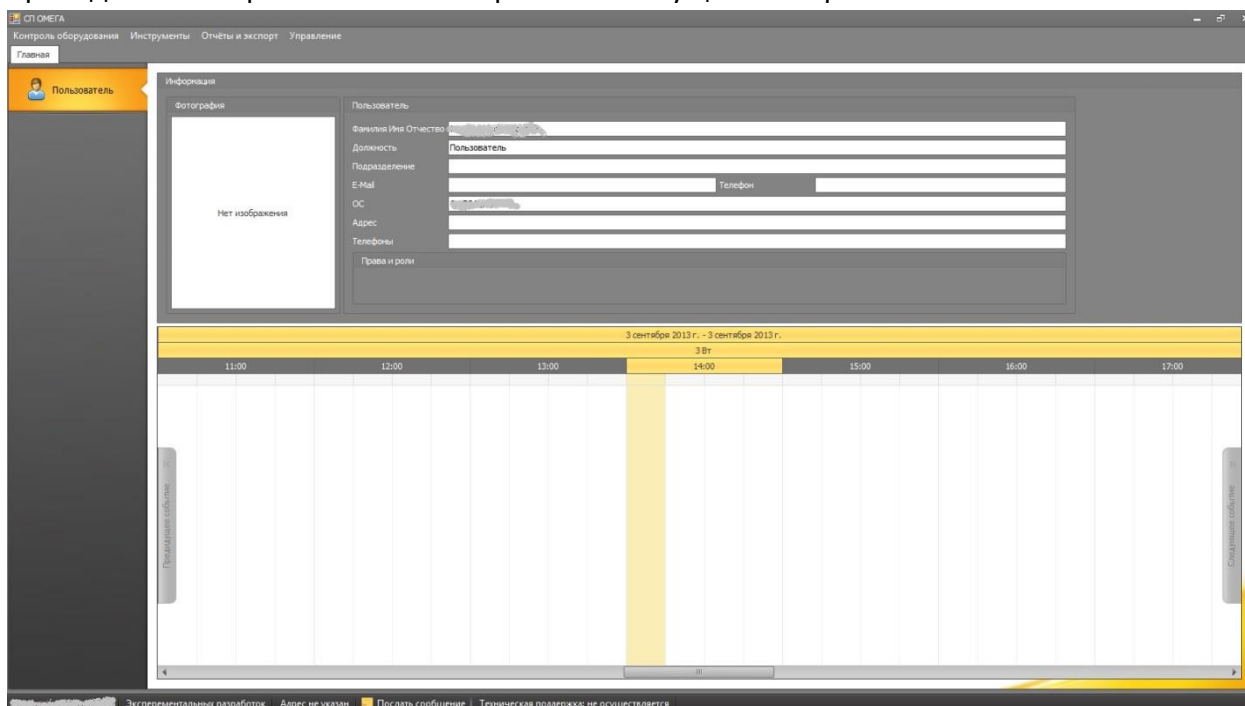 СП ОМЕГА
Контроль оборудования Инструменты Отчёты и экспорт Управление
Главная
Пользователь
Информация
Фотография
Нет изображения
Пользователь
Фамилия Имя Отчество
Должность Пользователь
Подразделение
E-Mail Телефон
ОС
Адрес
Телефоны
Права и роли
3 сентября 2013 г. - 3 сентября 2013 г.
3 Вт
11:00 12:00 13:00 14:00 15:00 16:00 17:00
Предыдущее событие
Следующее событие
Эксперементальных разработок Адрес не указан Послать сообщение Техническая поддержка: не осуществляется